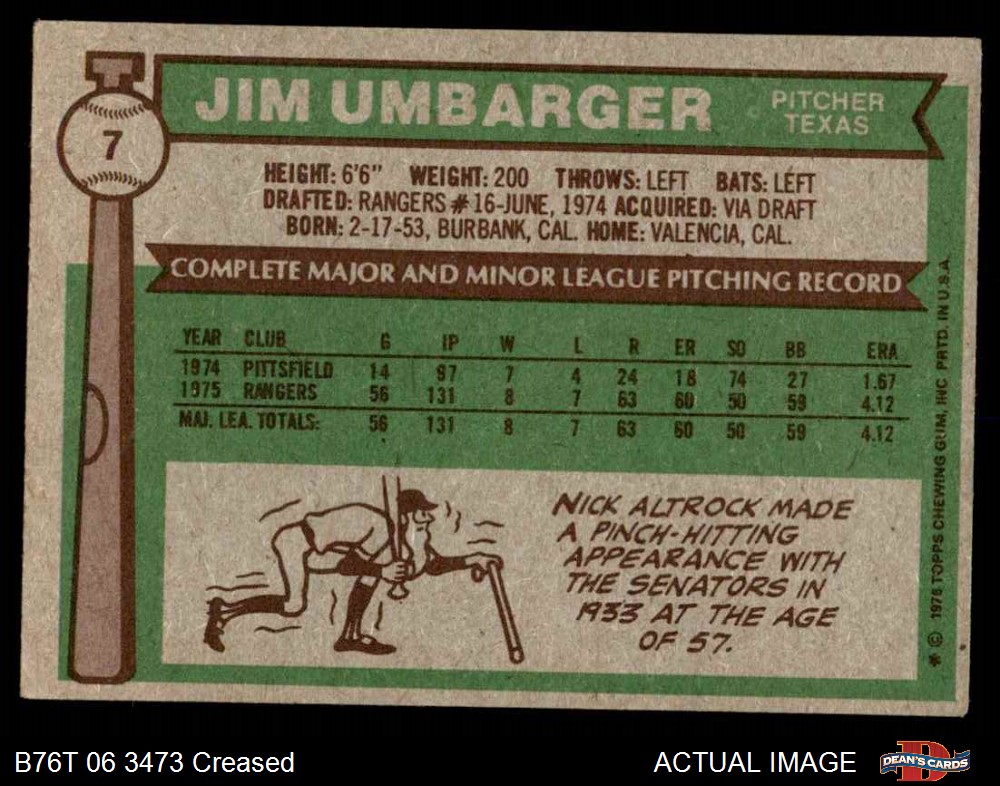 7
JIM UMBARGER
PITCHER
TEXAS
HEIGHT: 6'6" WEIGHT: 200 THROWS: LEFT BATS: LEFT
DRAFTED: RANGERS #16-JUNE, 1974 ACQUIRED: VIA DRAFT
BORN: 2-17-53, BURBANK, CAL. HOME: VALENCIA, CAL.
COMPLETE MAJOR AND MINOR LEAGUE PITCHING RECORD
YEAR CLUB G IP W L R ER SO BB ERA
1974 PITTSFIELD 14 97 7 4 24 18 74 27 1.67
1975 RANGERS 56 131 8 7 63 60 50 59 4.12
MAJ. LEA. TOTALS: 56 131 8 7 63 60 50 59 4.12
NICK ALTROCK MADE
A PINCH-HITTING
APPEARANCE WITH
THE SENATORS IN
1933 AT THE AGE
OF 57.
* © 1976 TOPPS CHEWING GUM, INC PRTD. IN U.S.A.
B76T 06 3473 Creased
ACTUAL IMAGE
D
DEAN'S CARDS